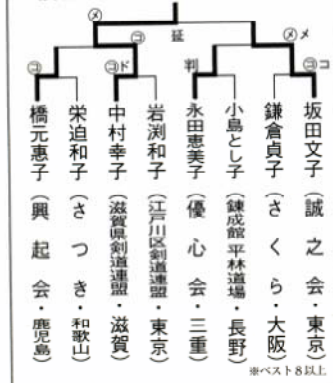 ㋱
延
㋙
㋱メ
㋙
㋙ド
判
㋙コ
坂田文子（誠之会・東京）
鎌倉貞子（さくら・大阪）
小島とし子（錬成館平林道場・長野）
永田恵美子（優心会・三重）
岩渕和子（江戸川区剣道連盟・東京）
中村幸子（滋賀県剣道連盟・滋賀）
栄迫和子（さつき・和歌山）
橋元惠子（興起会・鹿児島）
※ベスト8以上